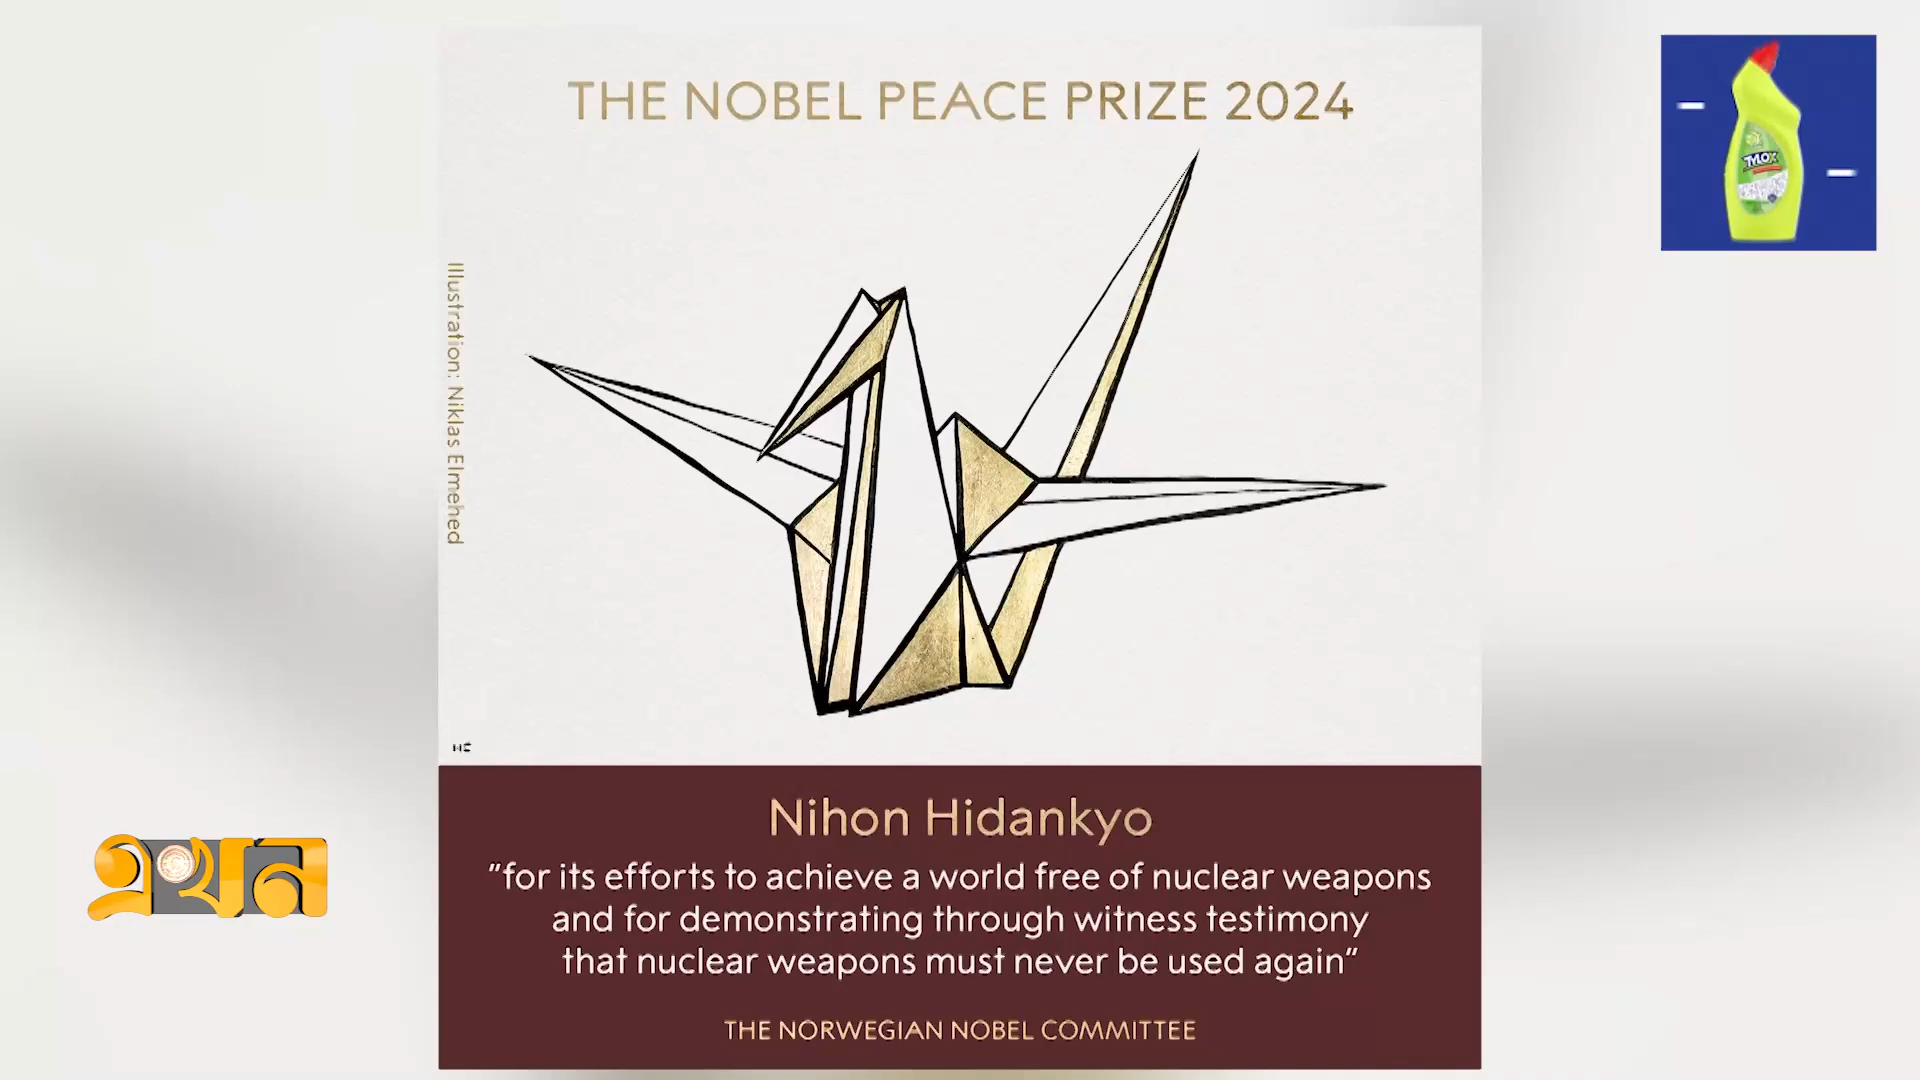 THE NOBEL PEACE PRIZE 2024
TYLOX
Illustration: Niklas Elmehed
Nihon Hidankyo
এখন
“for its efforts to achieve a world free of nuclear weapons
and for demonstrating through witness testimony
that nuclear weapons must never be used again”
THE NORWEGIAN NOBEL COMMITTEE